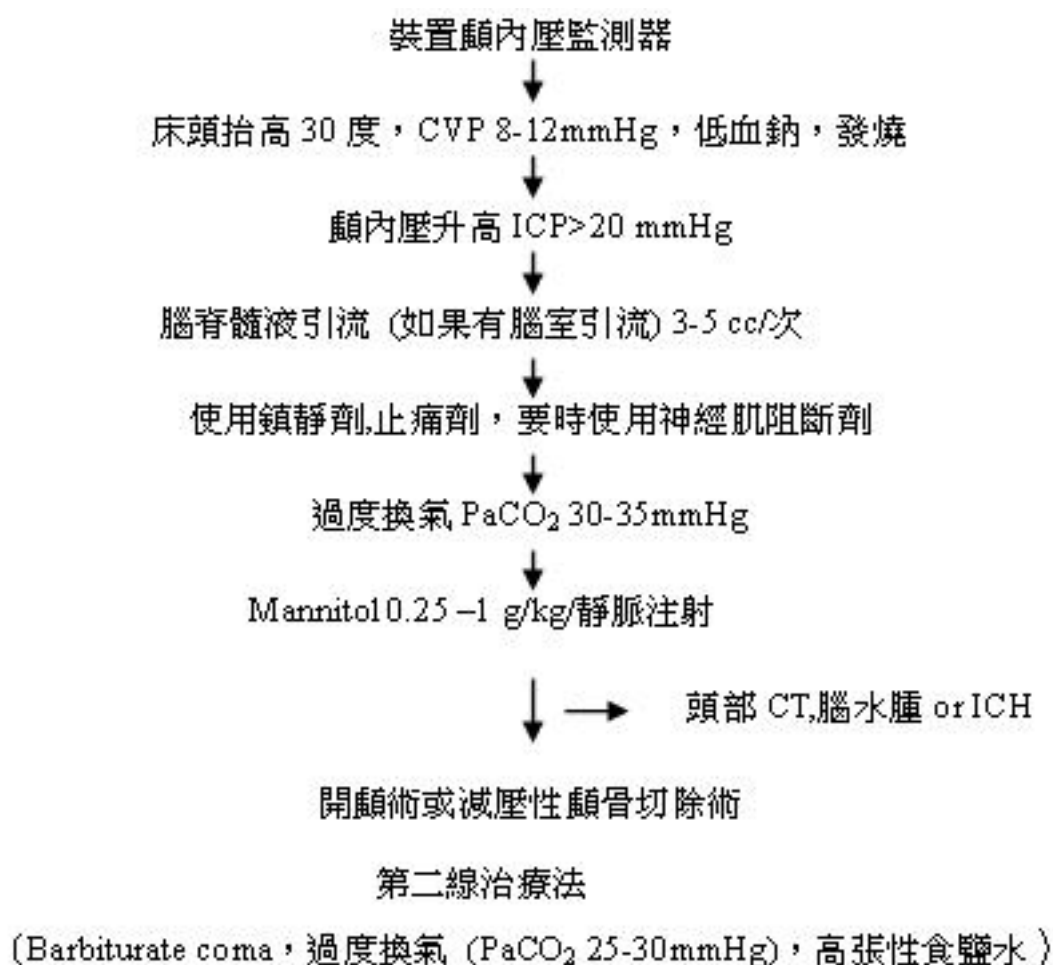 裝置顱內壓監測器
床頭抬高 30 度，CVP 8-12mmHg，低血鈉，發燒
顱內壓升高 ICP>20 mmHg
腦脊髓液引流 (如果有腦室引流) 3-5 cc/次
使用鎮靜劑,止痛劑，要時使用神經肌阻斷劑
過度換氣 PaCO₂ 30-35mmHg
Mannitol0.25–1 g/kg/靜脈注射
頭部 CT,腦水腫 or ICH
開顱術或減壓性顱骨切除術
第二線治療法
(Barbiturate coma，過度換氣 (PaCO₂ 25-30mmHg)，高張性食鹽水)